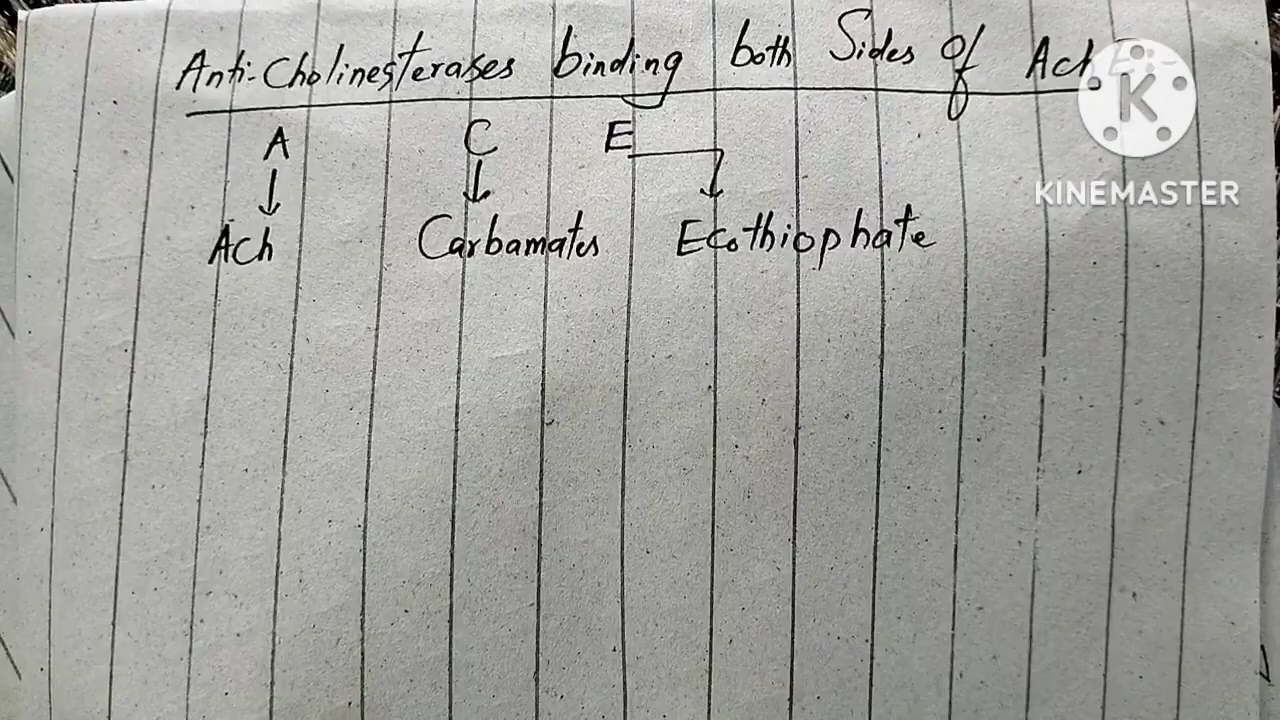 Anti-Cholinesterases binding both Sides of Ach
K
KINEMASTER
A C E
Ach Carbamates Ecothiophate